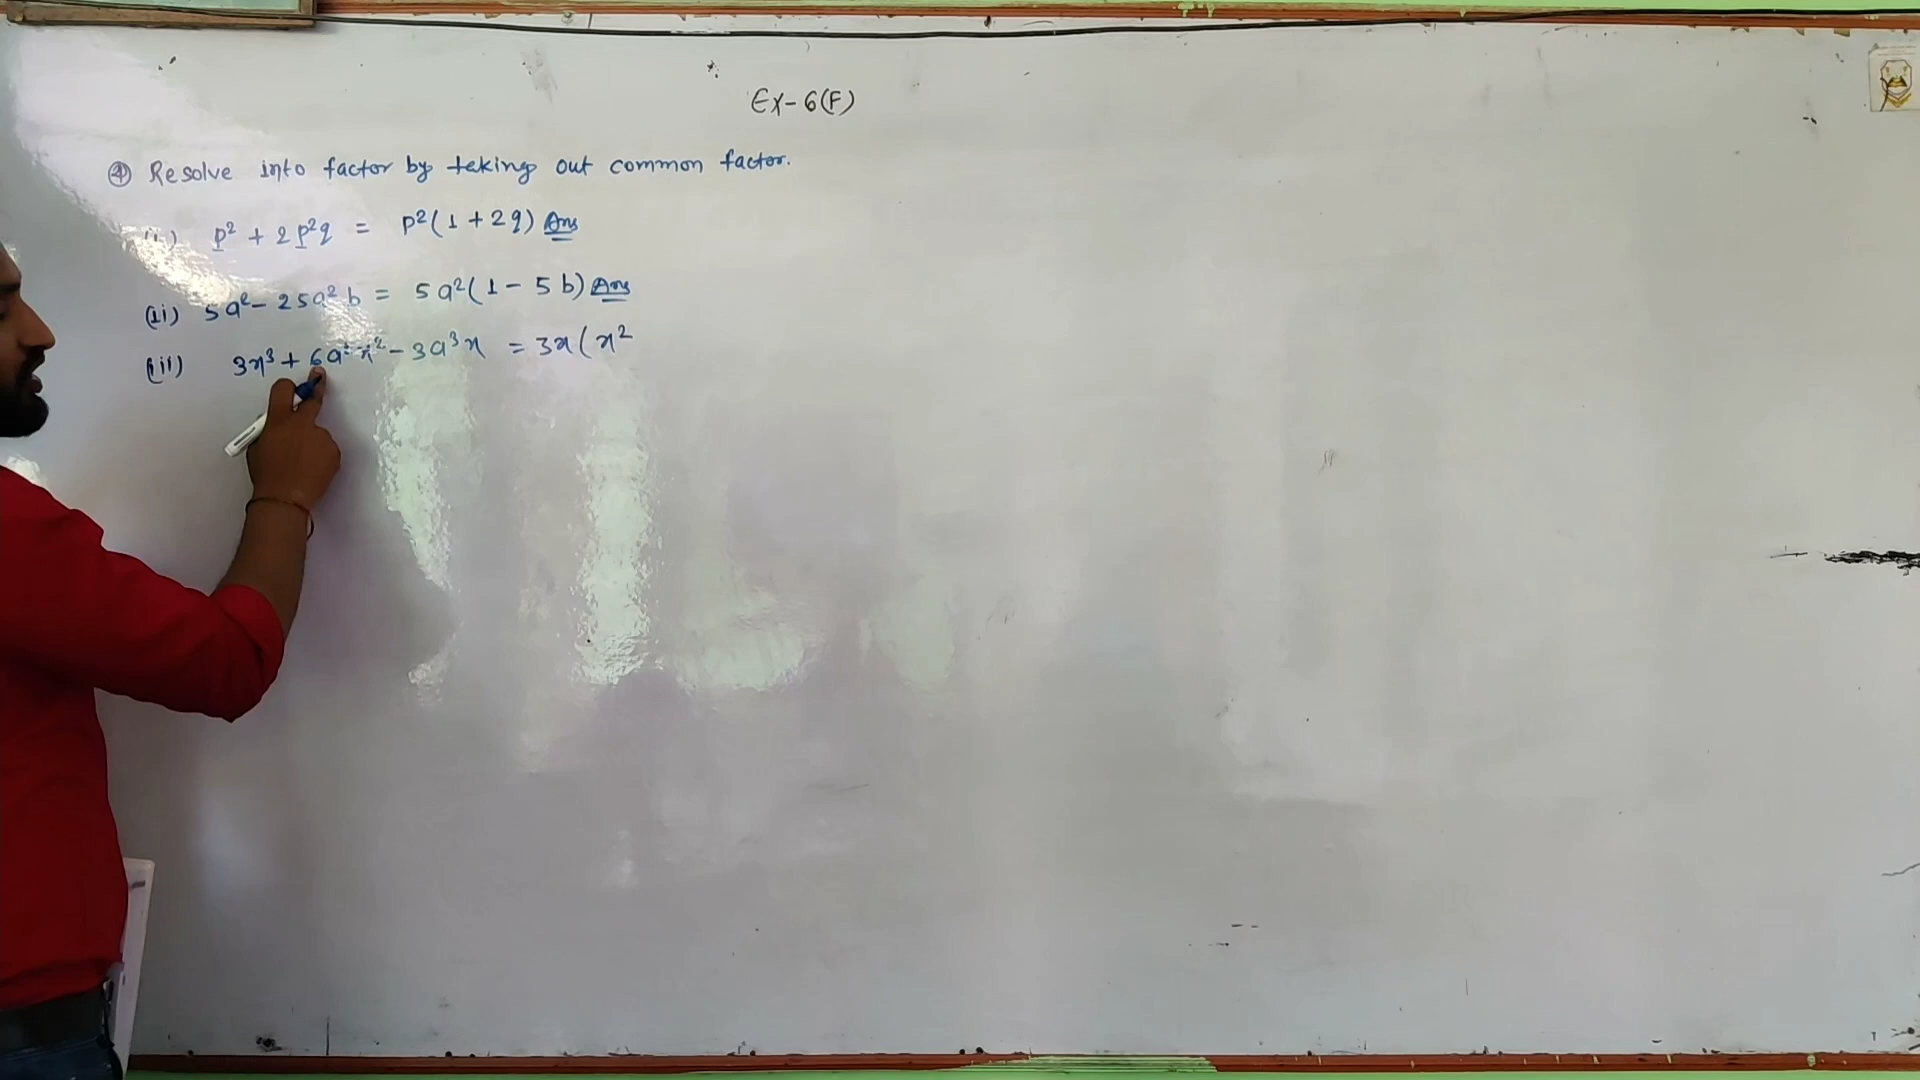 Ex-6(F)
④ Resolve into factor by taking out common factor.
(i) p² + 2p²q = p²(1 + 2q) Ans
(ii) 5a² - 25a²b = 5a²(1 - 5b) Ans
(iii) 3x³ + 6a²x² - 3a³x = 3x(x²